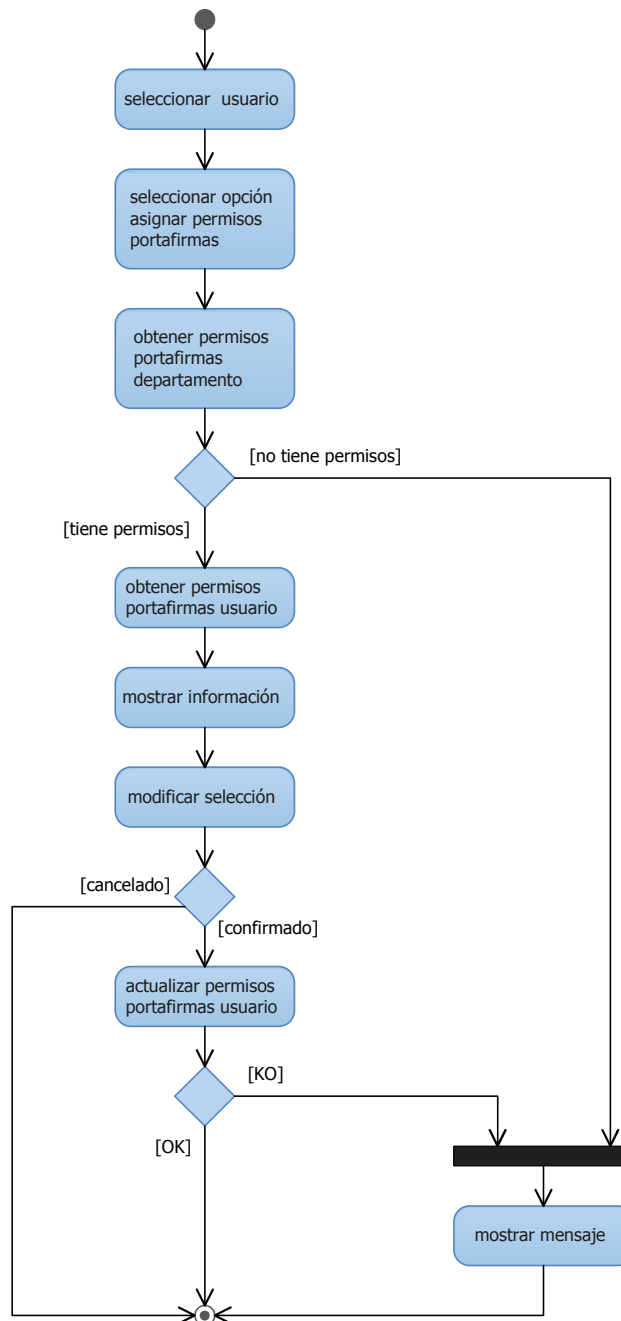 seleccionar usuario
seleccionar opción
asignar permisos
portafirmas
obtener permisos
portafirmas
departamento
[no tiene permisos]
[tiene permisos]
obtener permisos
portafirmas usuario
mostrar información
modificar selección
[cancelado]
[confirmado]
actualizar permisos
portafirmas usuario
[KO]
[OK]
mostrar mensaje